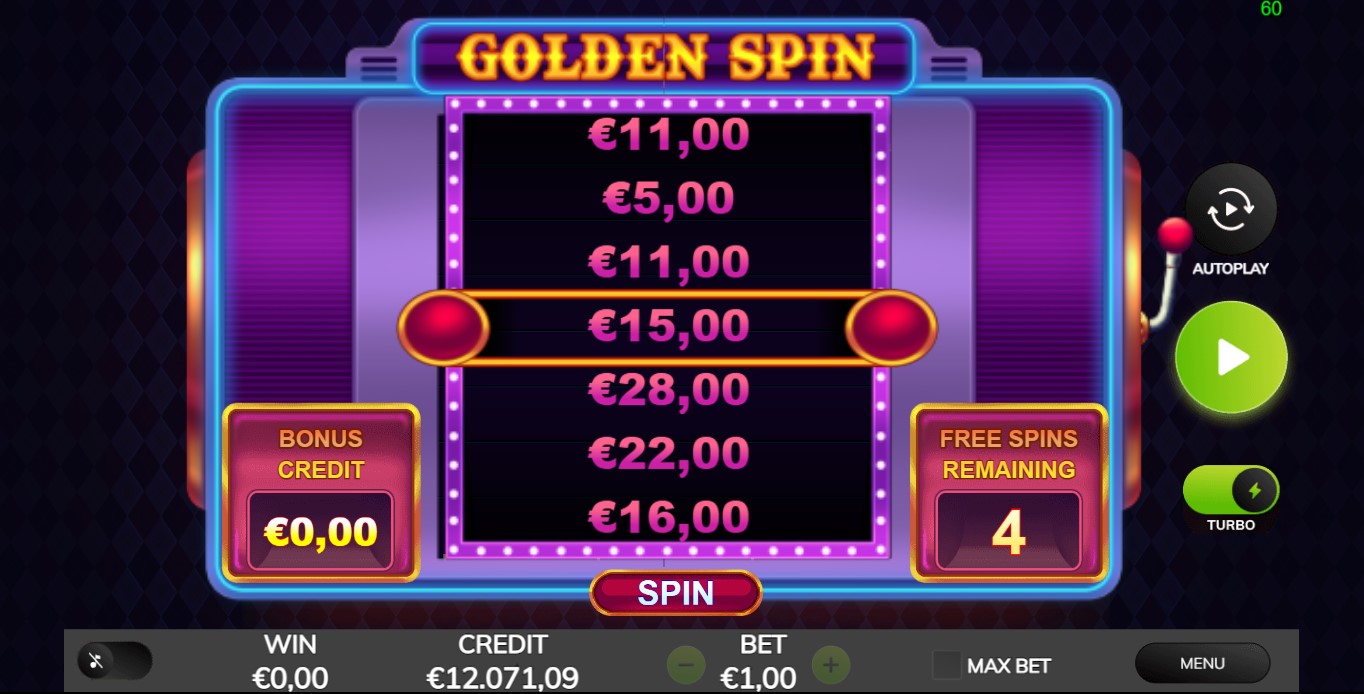 60
GOLDEN SPIN
€11,00
€5,00
€11,00
€15,00
€28,00
€22,00
€16,00
AUTOPLAY
BONUS
CREDIT
€0,00
FREE SPINS
REMAINING
4
TURBO
SPIN
WIN
€0,00
CREDIT
€12.071,09
BET
€1,00
MAX BET
MENU